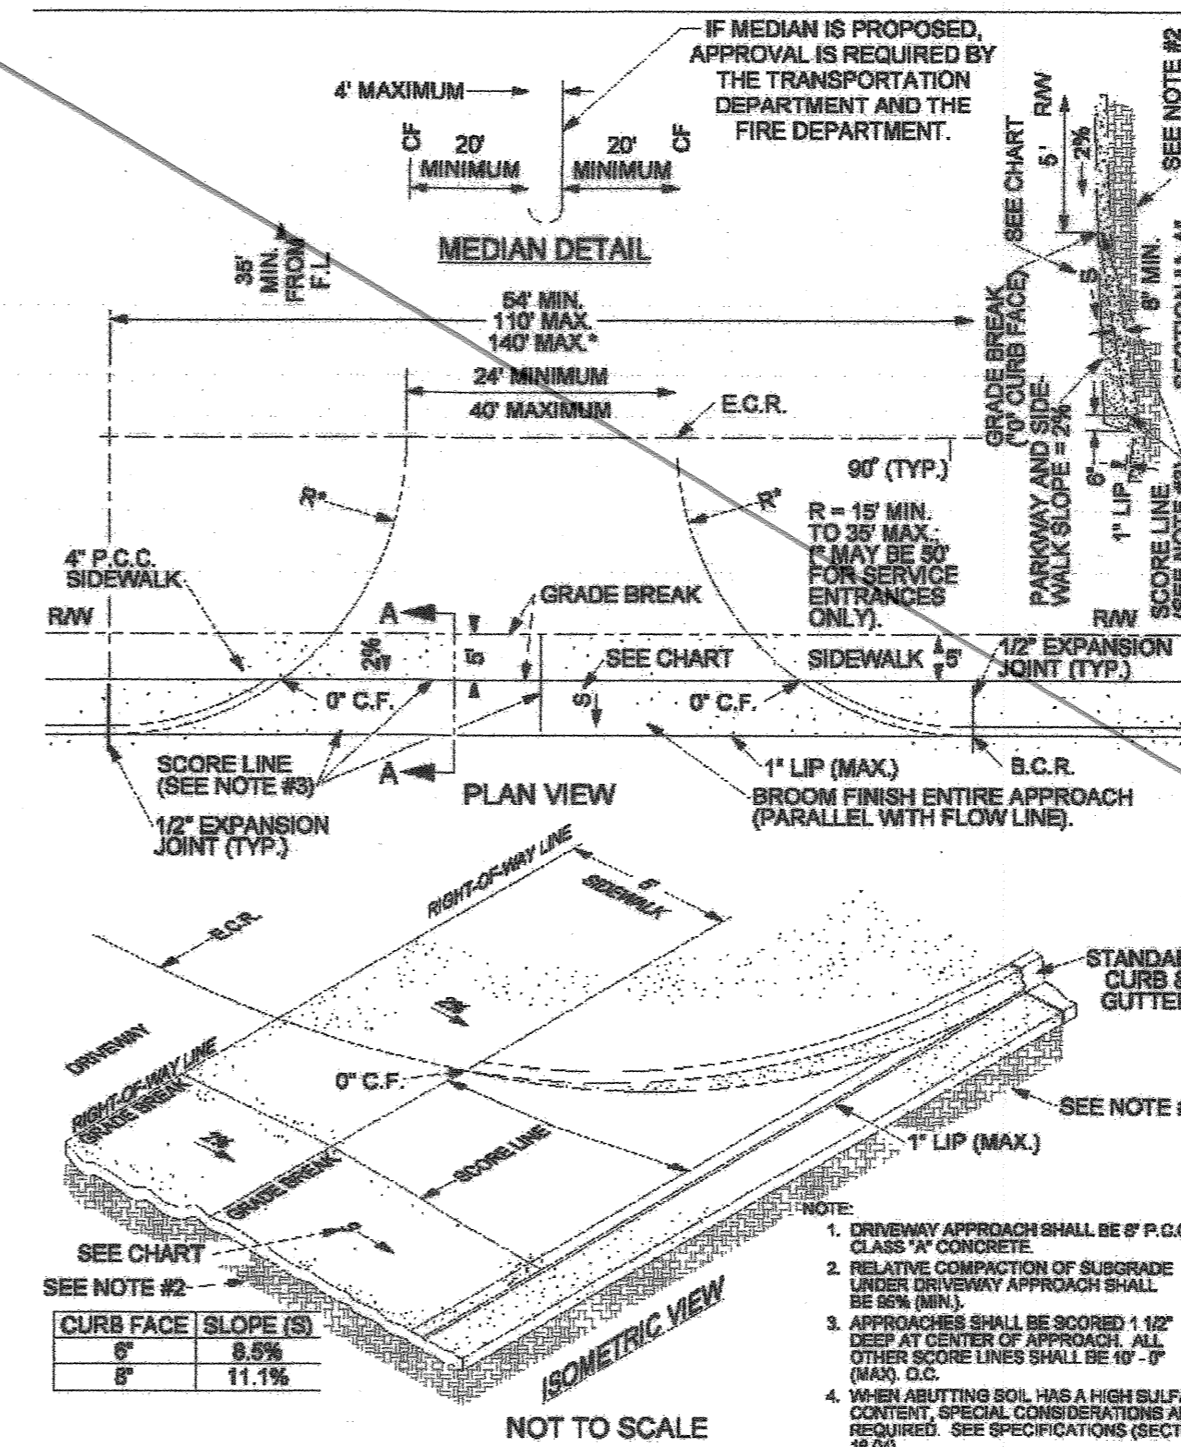 IF MEDIAN IS PROPOSED,
APPROVAL IS REQUIRED BY
THE TRANSPORTATION
DEPARTMENT AND THE
FIRE DEPARTMENT.
4' MAXIMUM
CF
20'
MINIMUM
20'
MINIMUM
CF
MEDIAN DETAIL
35'
MIN.
FROM
F.L.
54' MIN.
110' MAX.
140' MAX.*
24' MINIMUM
40' MAXIMUM
E.C.R.
90° (TYP.)
R*
R*
R = 15' MIN.
TO 35' MAX.;
(* MAY BE 50'
FOR SERVICE
ENTRANCES
ONLY).
SEE CHART
5'
2%
R/W
SEE NOTE #2
GRADE BREAK
("0" CURB FACE)
PARKWAY AND SIDE-
WALK SLOPE = 2%
S
8" MIN.
6"
1" LIP
SCORE LINE
4" P.C.C.
SIDEWALK
R/W
A
GRADE BREAK
2%
5'
SEE CHART
SIDEWALK
5'
R/W
1/2" EXPANSION
JOINT (TYP.)
0" C.F.
S
0" C.F.
SCORE LINE
(SEE NOTE #3)
A
1" LIP (MAX.)
B.C.R.
PLAN VIEW
BROOM FINISH ENTIRE APPROACH
(PARALLEL WITH FLOW LINE).
1/2" EXPANSION
JOINT (TYP.)
RIGHT-OF-WAY LINE
5'
SIDEWALK
E.C.R.
STANDA
CURB &
GUTTE
2%
DRIVEWAY
RIGHT-OF-WAY LINE
GRADE BREAK
0" C.F.
SEE NOTE
1" LIP (MAX.)
2%
SCORE LINE
GRADE BREAK
S
SEE CHART
SEE NOTE #2
CURB FACE SLOPE (S)
6" 8.5%
8" 11.1%
ISOMETRIC VIEW
NOT TO SCALE
NOTE:
1. DRIVEWAY APPROACH SHALL BE 8" P.C.C
CLASS "A" CONCRETE.
2. RELATIVE COMPACTION OF SUBGRADE
UNDER DRIVEWAY APPROACH SHALL
BE 95% (MIN.).
3. APPROACHES SHALL BE SCORED 1 1/2"
DEEP AT CENTER OF APPROACH. ALL
OTHER SCORE LINES SHALL BE 10' - 0"
(MAX). O.C.
4. WHEN ABUTTING SOIL HAS A HIGH SULFA
CONTENT, SPECIAL CONSIDERATIONS A
REQUIRED. SEE SPECIFICATIONS (SECT